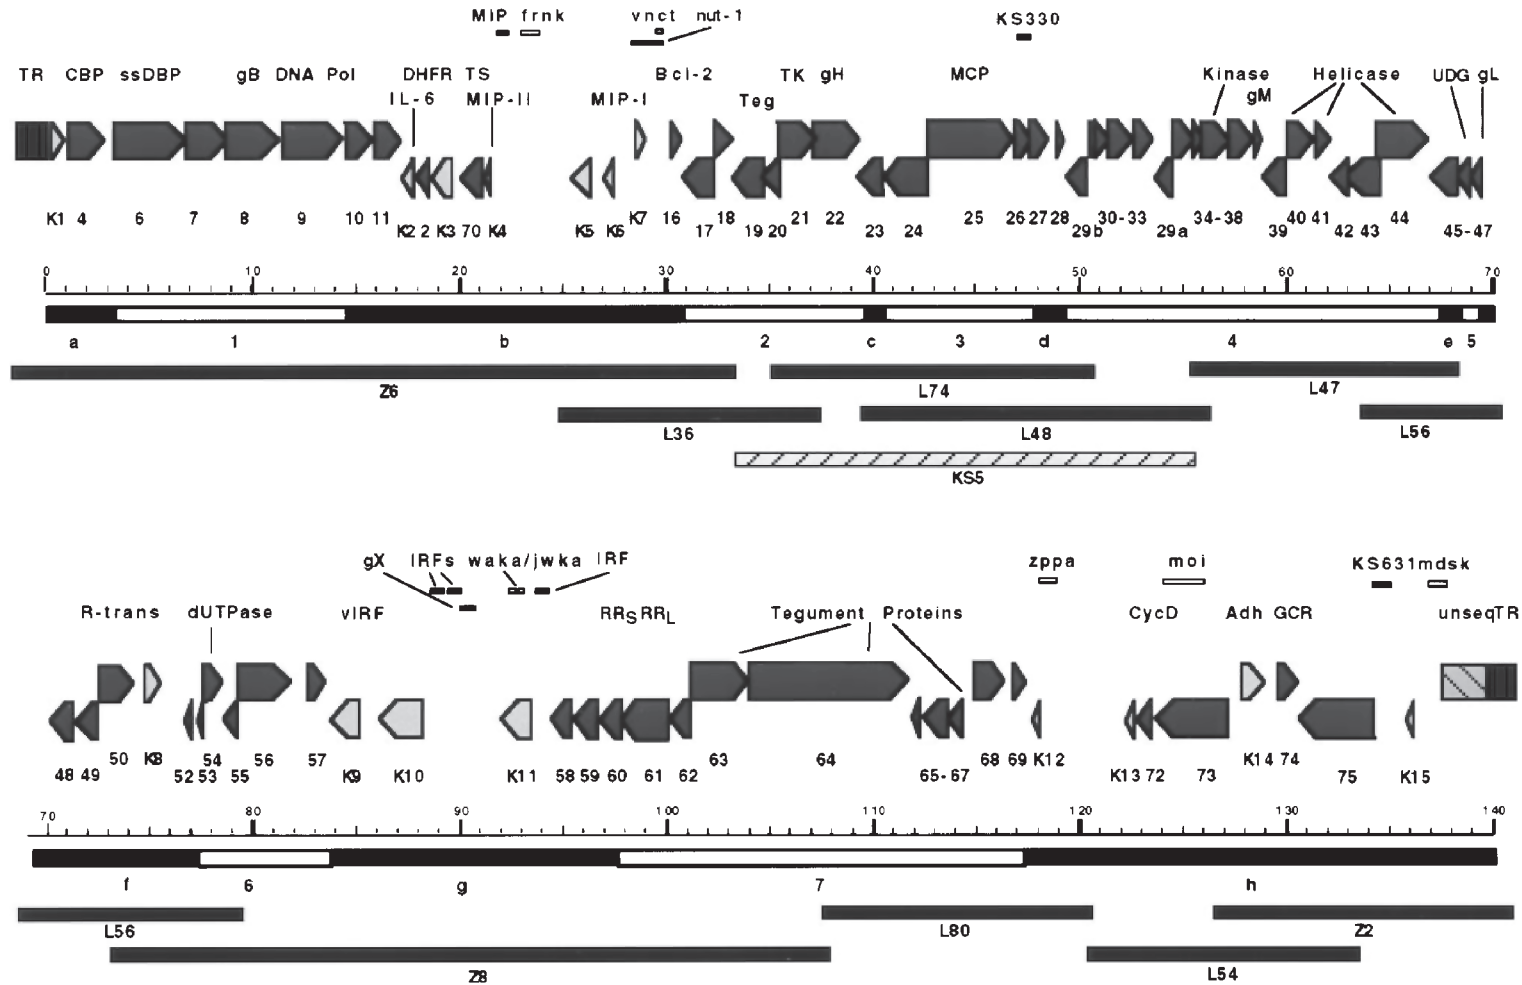 MIP frnk vnct nut-1 KS330
TR CBP ssDBP gB DNA Pol DHFR TS Bcl-2 TK gH MCP Kinase Helicase UDG gL
IL-6 MIP-II MIP-I Teg gM
K1 4 6 7 8 9 10 11 K7 16 18 21 22 25 26 27 28 30-33 34-38 40 41 44
K2 2 K3 70 K4 K5 K6 17 19 20 23 24 29b 29a 39 42 43 45-47
0 10 20 30 40 50 60 70
a 1 b 2 c 3 d 4 e 5
Z6 L74 L47
L36 L48 L56
KS5
gX IRFs waka/jwka IRF zppa moi KS631 mdsk
R-trans dUTPase vIRF RRS RRL Tegument Proteins CycD Adh GCR unseq TR
50 K8 54 56 57 63 64 68 69 K12 K14 74
48 49 52 53 55 K9 K10 K11 58 59 60 61 62 65-67 K13 72 73 75 K15
70 80 90 100 110 120 130 140
f 6 g 7 h
L56 L80 Z2
Z8 L54